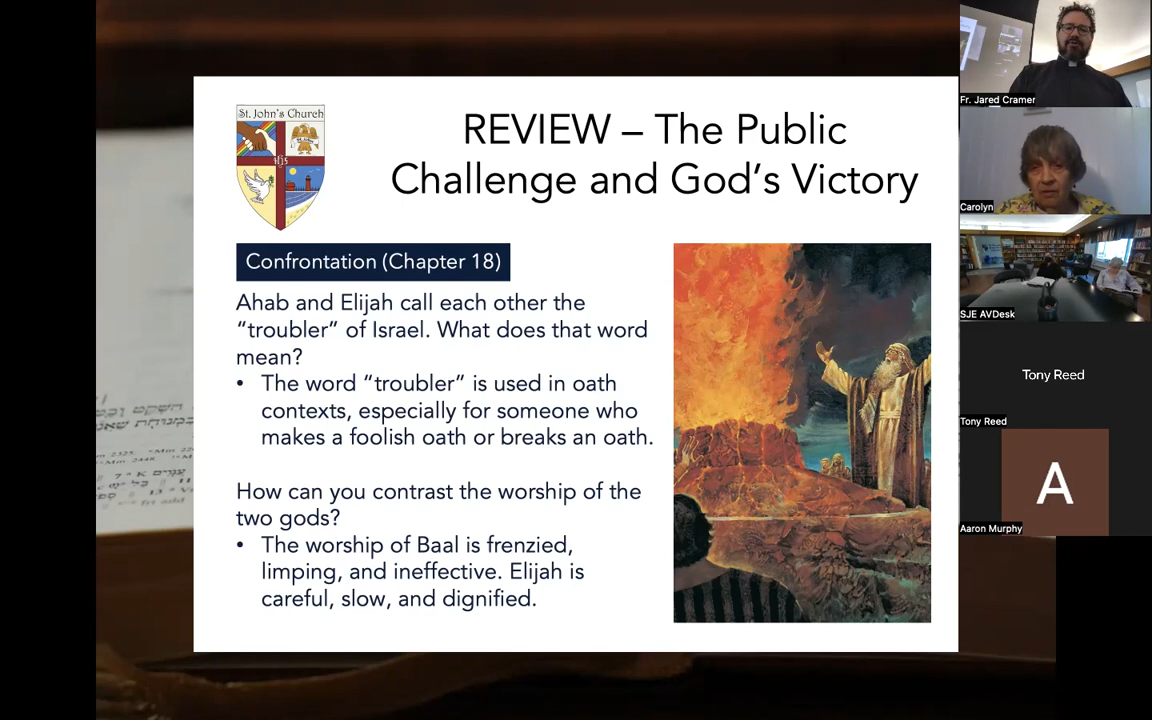 St. John's Church
REVIEW – The Public
Challenge and God's Victory
Confrontation (Chapter 18)
Ahab and Elijah call each other the
“troubler” of Israel. What does that word
mean?
• The word “troubler” is used in oath
contexts, especially for someone who
makes a foolish oath or breaks an oath.
How can you contrast the worship of the
two gods?
• The worship of Baal is frenzied,
limping, and ineffective. Elijah is
careful, slow, and dignified.
Fr. Jared Cramer
Carolyn
SJE AVDesk
Tony Reed
Tony Reed
A
Aaron Murphy